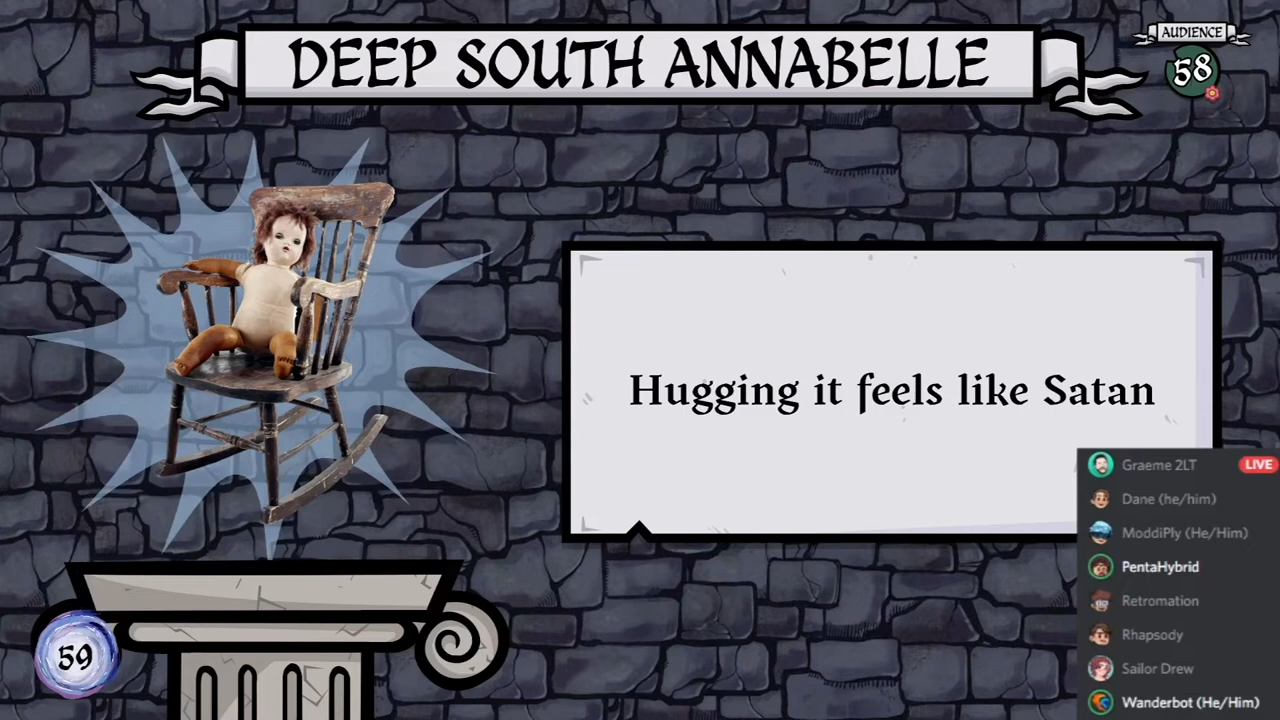 DEEP SOUTH ANNABELLE
AUDIENCE
58
Hugging it feels like Satan
Graeme 2LT
LIVE
Dane (he/him)
ModdiPly (He/Him)
PentaHybrid
Retromation
Rhapsody
Sailor Drew
Wanderbot (He/Him)
59